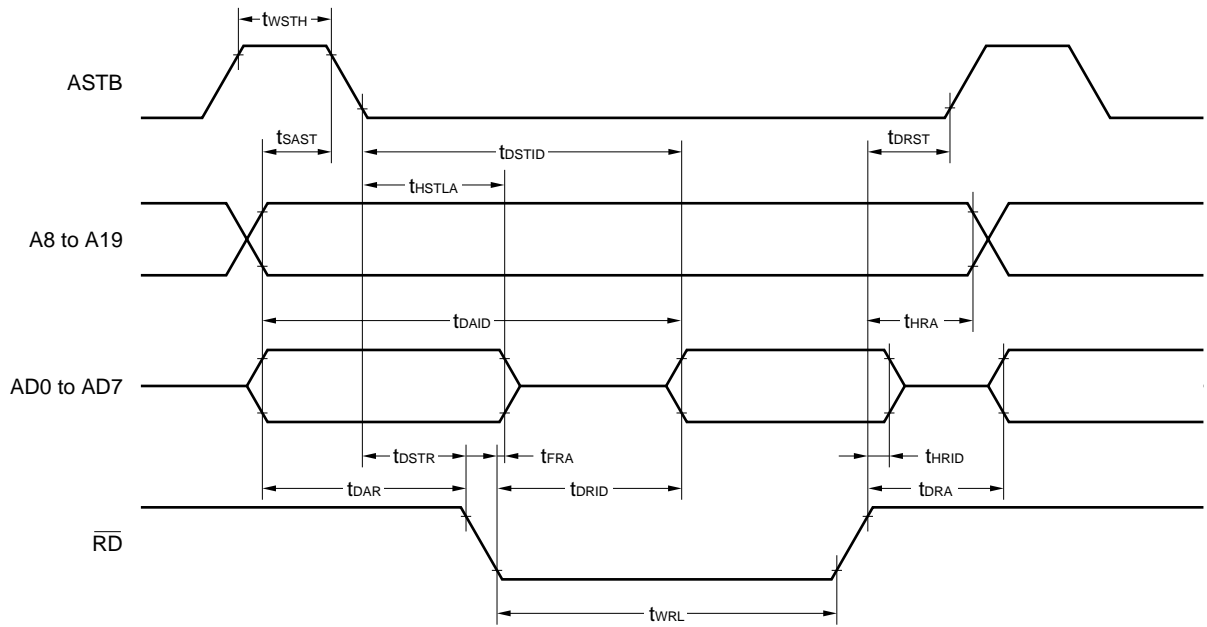 tWSTH
ASTB
tSAST
tDSTID
tDRST
tHSTLA
A8 to A19
tDAID
tHRA
AD0 to AD7
tDSTR
tFRA
tHRID
tDAR
tDRID
tDRA
RD
tWRL